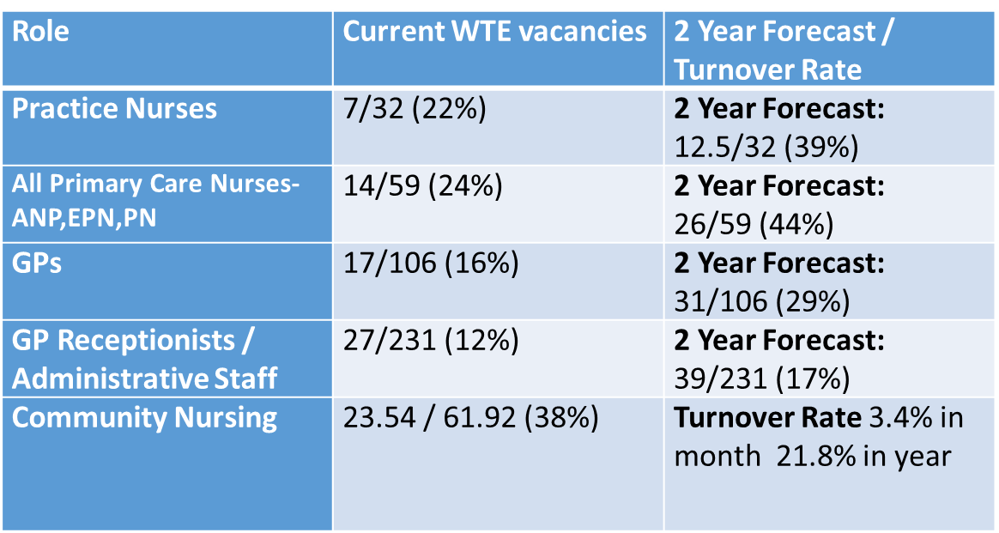 Role
Current WTE vacancies
2 Year Forecast /
Turnover Rate
Practice Nurses
7/32 (22%)
2 Year Forecast:
12.5/32 (39%)
All Primary Care Nurses-
ANP,EPN,PN
14/59 (24%)
2 Year Forecast:
26/59 (44%)
GPs
17/106 (16%)
2 Year Forecast:
31/106 (29%)
GP Receptionists /
Administrative Staff
27/231 (12%)
2 Year Forecast:
39/231 (17%)
Community Nursing
23.54 / 61.92 (38%)
Turnover Rate 3.4% in
month  21.8% in year